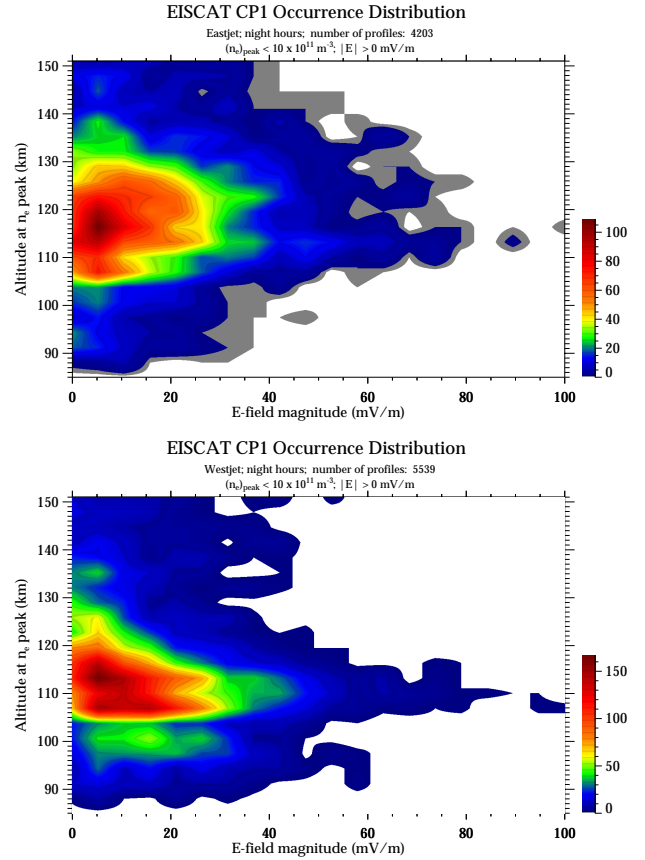 EISCAT CP1 Occurrence Distribution
Eastjet; night hours; number of profiles: 4203
(nₑ)peak < 10 x 10¹¹ m⁻³; |E| > 0 mV/m
150
140
130
120
110
100
90
Altitude at nₑ peak (km)
0 20 40 60 80 100
E-field magnitude (mV/m)
100
80
60
40
20
0
EISCAT CP1 Occurrence Distribution
Westjet; night hours; number of profiles: 5539
(nₑ)peak < 10 x 10¹¹ m⁻³; |E| > 0 mV/m
150
140
130
120
110
100
90
Altitude at nₑ peak (km)
0 20 40 60 80 100
E-field magnitude (mV/m)
150
100
50
0